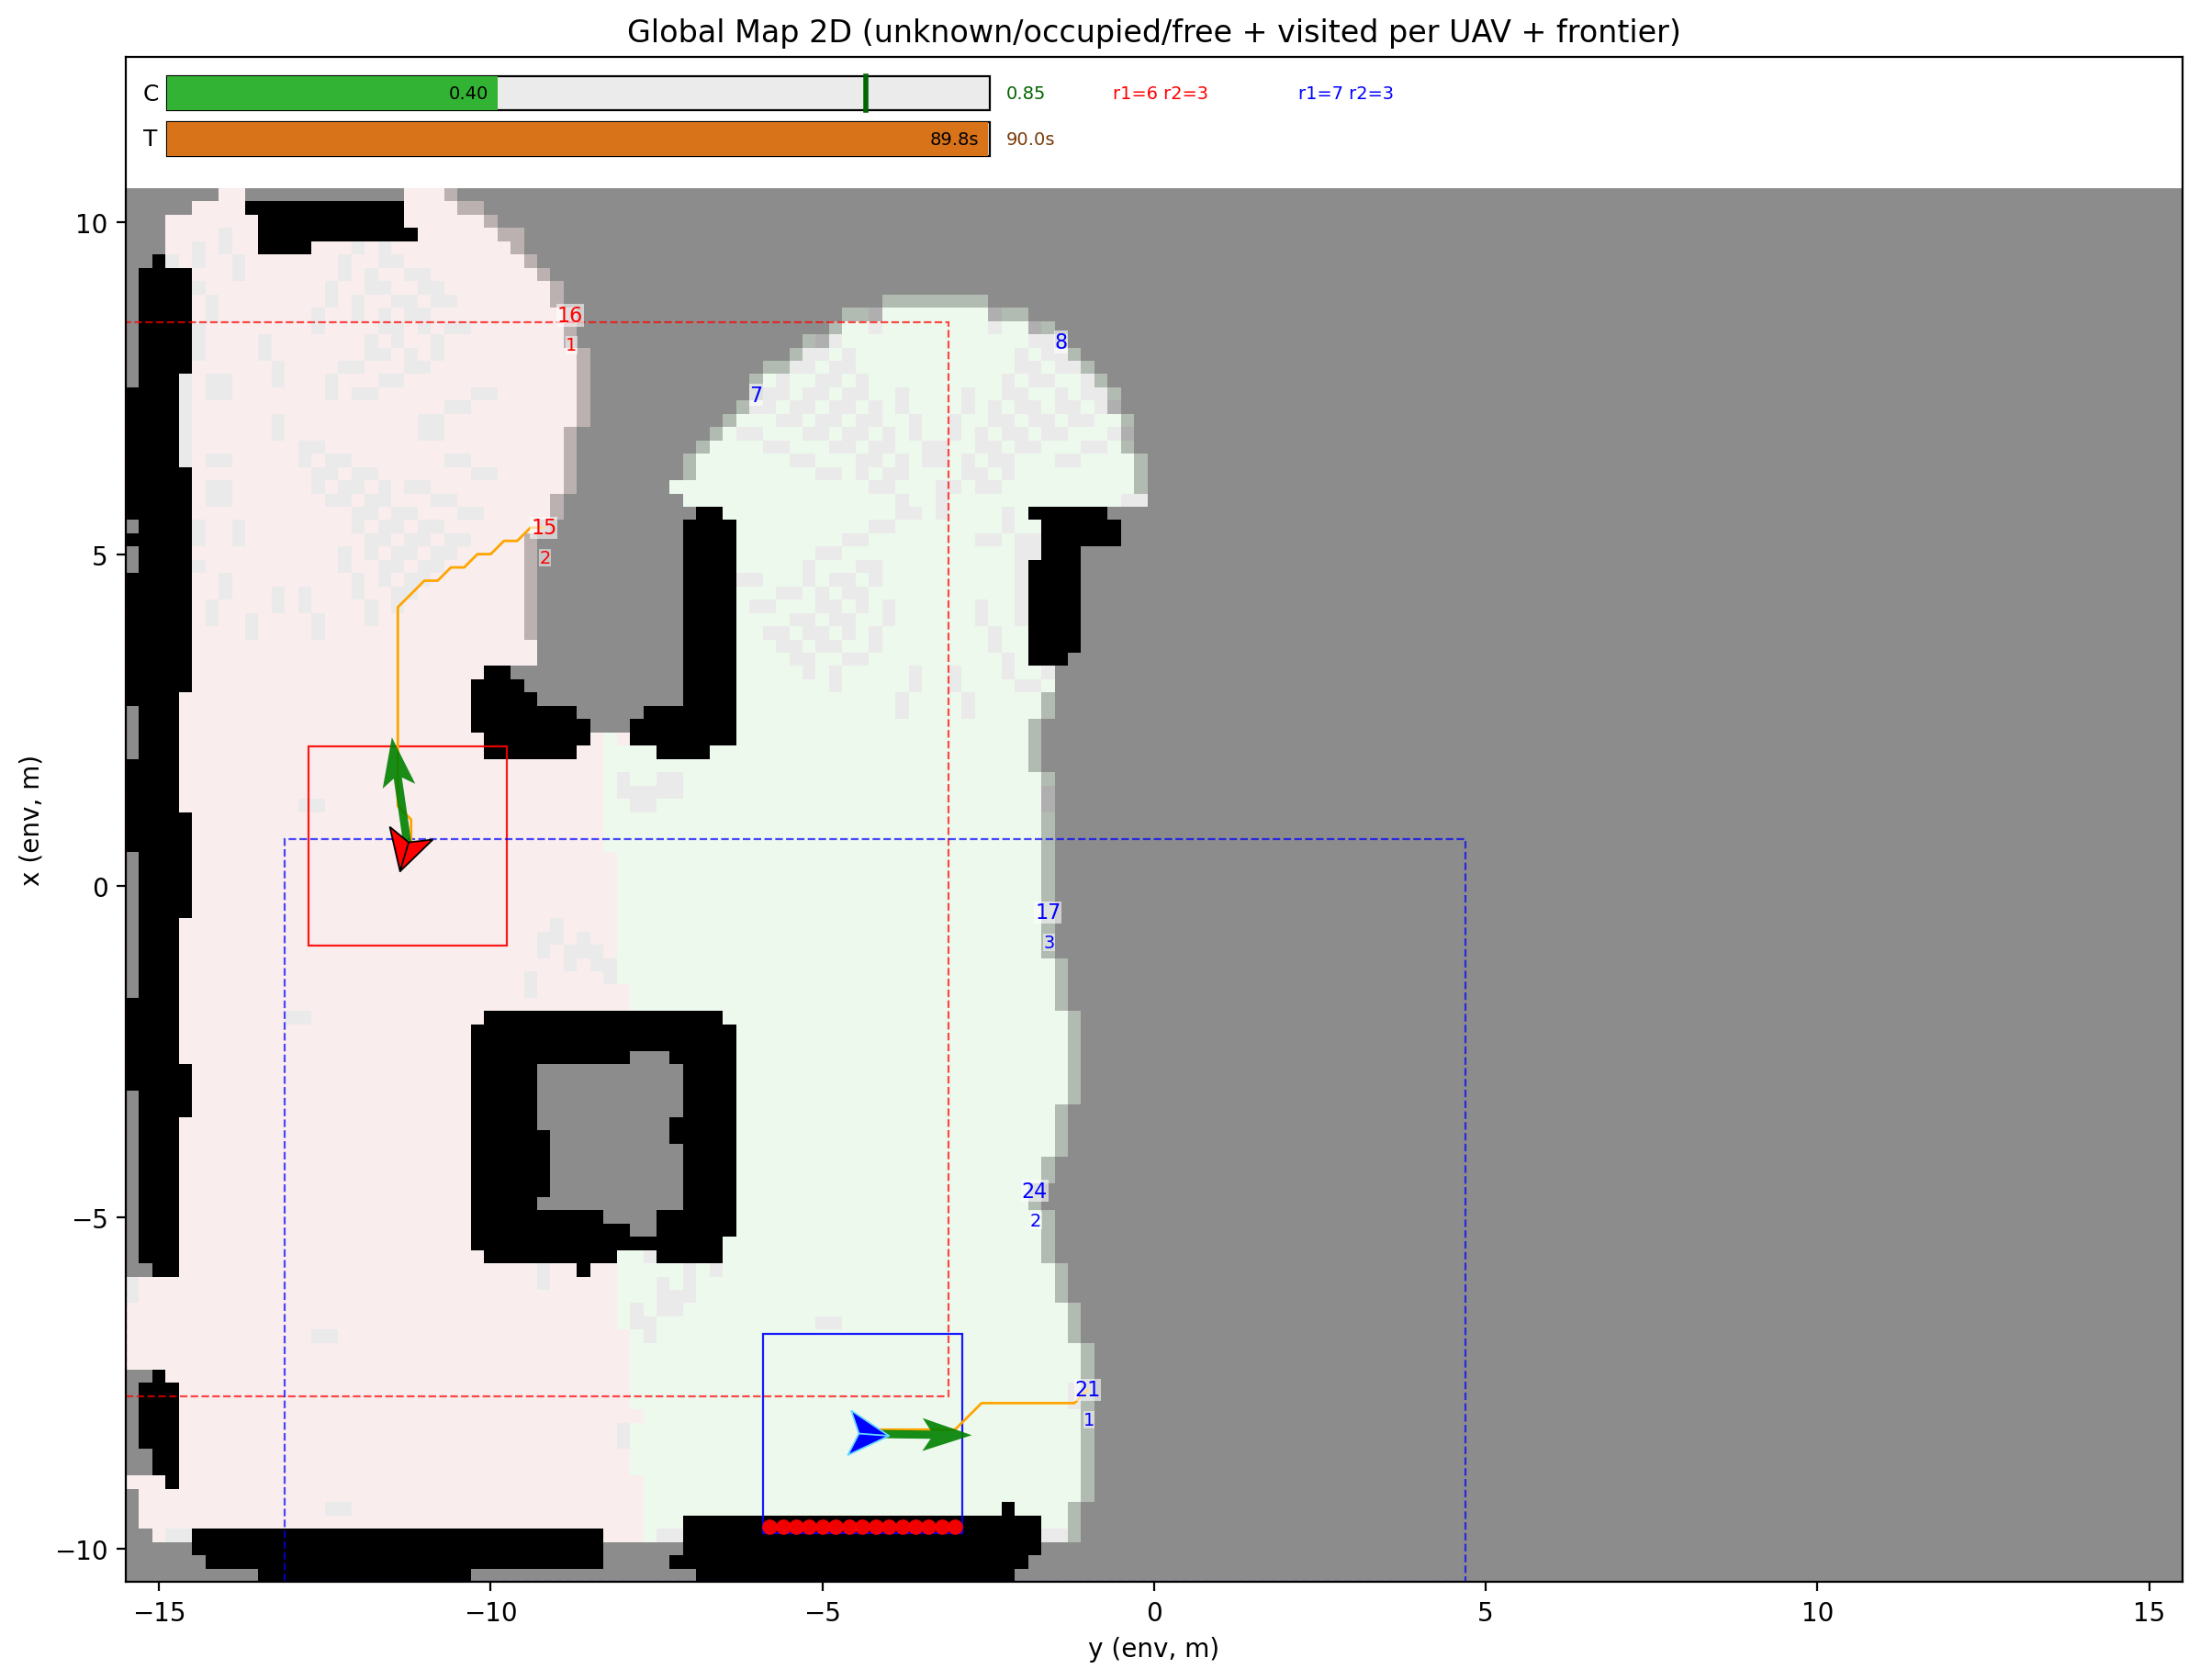 Global Map 2D (unknown/occupied/free + visited per UAV + frontier)
C 0.40 0.85 r1=6 r2=3 r1=7 r2=3
T 89.8s 90.0s
10
5
0
−5
−10
x (env, m)
16
1
8
7
15
2
17
3
24
2
21
1
−15 −10 −5 0 5 10 15
y (env, m)